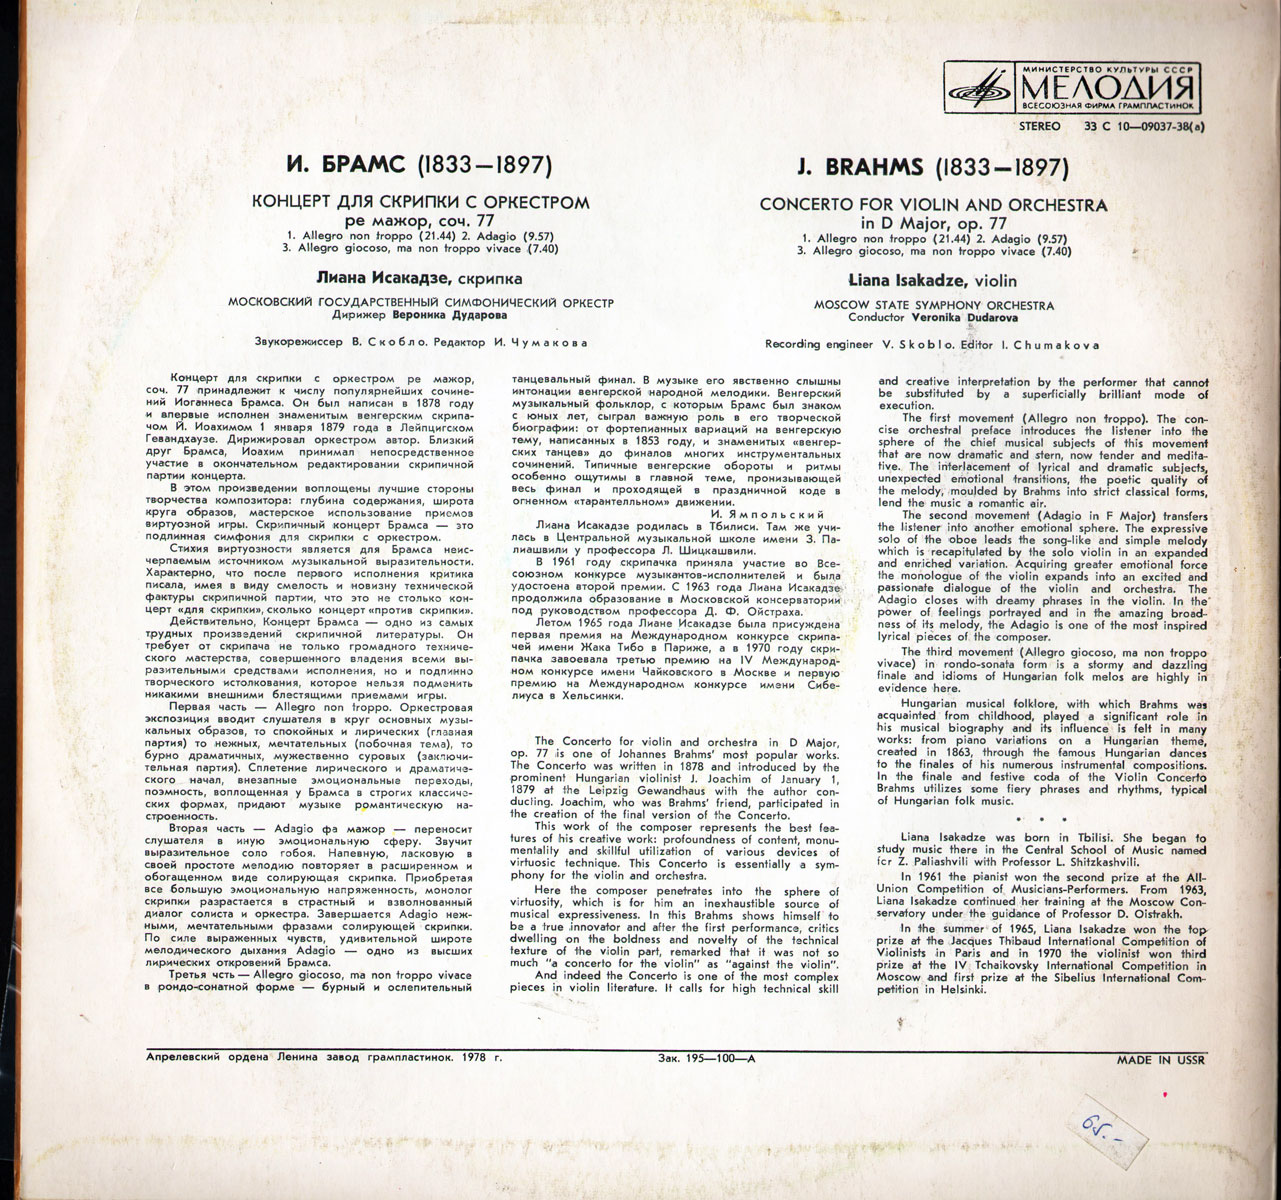 МИНИСТЕРСТВО КУЛЬТУРЫ СССР
МЕЛОДИЯ
ВСЕСОЮЗНАЯ ФИРМА ГРАМПЛАСТИНОК
STEREO 33 С 10—09037-38(а)
И. БРАМС (1833—1897)
КОНЦЕРТ ДЛЯ СКРИПКИ С ОРКЕСТРОМ
ре мажор, соч. 77
1. Allegro non troppo (21.44) 2. Adagio (9.57)
3. Allegro giocoso, ma non troppo vivace (7.40)
Лиана Исакадзе, скрипка
МОСКОВСКИЙ ГОСУДАРСТВЕННЫЙ СИМФОНИЧЕСКИЙ ОРКЕСТР
Дирижер Вероника Дударова
Звукорежиссер В. Скобло. Редактор И. Чумакова
J. BRAHMS (1833—1897)
CONCERTO FOR VIOLIN AND ORCHESTRA
in D Major, op. 77
1. Allegro non troppo (21.44) 2. Adagio (9.57)
3. Allegro giocoso, ma non troppo vivace (7.40)
Liana Isakadze, violin
MOSCOW STATE SYMPHONY ORCHESTRA
Conductor Veronika Dudarova
Recording engineer V. Skoblo. Editor I. Chumakova
Концерт для скрипки с оркестром ре мажор,
соч. 77 принадлежит к числу популярнейших сочине-
ний Иоганнеса Брамса. Он был написан в 1878 году
и впервые исполнен знаменитым венгерским скрипа-
чом Й. Иоахимом 1 января 1879 года в Лейпцигском
Гевандхаузе. Дирижировал оркестром автор. Близкий
друг Брамса, Иоахим принимал непосредственное
участие в окончательном редактировании скрипичной
партии концерта.
В этом произведении воплощены лучшие стороны
творчества композитора: глубина содержания, широта
круга образов, мастерское использование приемов
виртуозной игры. Скрипичный концерт Брамса — это
подлинная симфония для скрипки с оркестром.
Стихия виртуозности является для Брамса неис-
черпаемым источником музыкальной выразительности.
Характерно, что после первого исполнения критика
писала, имея в виду смелость и новизну технической
фактуры скрипичной партии, что это не столько кон-
церт «для скрипки», сколько концерт «против скрипки».
Действительно, Концерт Брамса — одно из самых
трудных произведений скрипичной литературы. Он
требует от скрипача не только громадного техниче-
ского мастерства, совершенного владения всеми вы-
разительными средствами исполнения, но и подлинно
творческого истолкования, которое нельзя подменить
никакими внешними блестящими приемами игры.
Первая часть — Allegro non troppo. Оркестровая
экспозиция вводит слушателя в круг основных музы-
кальных образов, то спокойных и лирических (главная
партия) то нежных, мечтательных (побочная тема), то
бурно драматичных, мужественно суровых (заключи-
тельная партия). Сплетение лирического и драматиче-
ского начал, внезапные эмоциональные переходы,
поэмность, воплощенная у Брамса в строгих классиче-
ских формах, придают музыке романтическую на-
строенность.
Вторая часть — Adagio фа мажор — переносит
слушателя в иную эмоциональную сферу. Звучит
выразительное соло гобоя. Напевную, ласковую в
своей простоте мелодию повторяет в расширенном и
обогащенном виде солирующая скрипка. Приобретая
все большую эмоциональную напряженность, монолог
скрипки разрастается в страстный и взволнованный
диалог солиста и оркестра. Завершается Adagio неж-
ными, мечтательными фразами солирующей скрипки.
По силе выраженных чувств, удивительной широте
мелодического дыхания Adagio — одно из высших
лирических откровений Брамса.
Третья чсть — Allegro giocoso, ma non troppo vivace
в рондо-сонатной форме — бурный и ослепительный
танцевальный финал. В музыке его явственно слышны
интонации венгерской народной мелодики. Венгерский
музыкальный фольклор, с которым Брамс был знаком
с юных лет, сыграл важную роль в его творческой
биографии: от фортепианных вариаций на венгерскую
тему, написанных в 1853 году, и знаменитых «венгер-
ских танцев» до финалов многих инструментальных
сочинений. Типичные венгерские обороты и ритмы
особенно ощутимы в главной теме, пронизывающей
весь финал и проходящей в праздничной коде в
огненном «тарантелльном» движении.
И. Ямпольский
Лиана Исакадзе родилась в Тбилиси. Там же учи-
лась в Центральной музыкальной школе имени З. Па-
лиашвили у профессора Л. Шицкашвили.
В 1961 году скрипачка приняла участие во Все-
союзном конкурсе музыкантов-исполнителей и была
удостоена второй премии. С 1963 года Лиана Исакадзе
продолжила образование в Московской консерватории
под руководством профессора Д. Ф. Ойстраха.
Летом 1965 года Лиане Исакадзе была присуждена
первая премия на Международном конкурсе скрипа-
чей имени Жака Тибо в Париже, а в 1970 году скри-
пачка завоевала третью премию на IV Международ-
ном конкурсе имени Чайковского в Москве и первую
премию на Международном конкурсе имени Сибе-
лиуса в Хельсинки.
The Concerto for violin and orchestra in D Major,
op. 77 is one of Johannes Brahms' most popular works.
The Concerto was written in 1878 and introduced by the
prominent Hungarian violinist J. Joachim of January 1,
1879 at the Leipzig Gewandhaus with the author con-
ducting. Joachim, who was Brahms' friend, participated in
the creation of the final version of the Concerto.
This work of the composer represents the best fea-
tures of his creative work: profoundness of content, monu-
mentality and skillful utilization of various devices of
virtuosic technique. This Concerto is essentially a sym-
phony for the violin and orchestra.
Here the composer penetrates into the sphere of
virtuosity, which is for him an inexhaustible source of
musical expressiveness. In this Brahms shows himself to
be a true innovator and after the first performance, critics
dwelling on the boldness and novelty of the technical
texture of the violin part, remarked that it was not so
much "a concerto for the violin" as "against the violin".
And indeed the Concerto is one of the most complex
pieces in violin literature. It calls for high technical skill
and creative interpretation by the performer that cannot
be substituted by a superficially brilliant mode of
execution.
The first movement (Allegro non troppo). The con-
cise orchestral preface introduces the listener into the
sphere of the chief musical subjects of this movement
that are now dramatic and stern, now tender and medita-
tive. The interlacement of lyrical and dramatic subjects,
unexpected emotional transitions, the poetic quality of
the melody, moulded by Brahms into strict classical forms,
lend the music a romantic air.
The second movement (Adagio in F Major) transfers
the listener into another emotional sphere. The expressive
solo of the oboe leads the song-like and simple melody
which is recapitulated by the solo violin in an expanded
and enriched variation. Acquiring greater emotional force
the monologue of the violin expands into an excited and
passionate dialogue of the violin and orchestra. The
Adagio closes with dreamy phrases in the violin. In the
power of feelings portrayed and in the amazing broad-
ness of its melody, the Adagio is one of the most inspired
lyrical pieces of the composer.
The third movement (Allegro giocoso, ma non troppo
vivace) in rondo-sonata form is a stormy and dazzling
finale and idioms of Hungarian folk melos are highly in
evidence here.
Hungarian musical folklore, with which Brahms was
acquainted from childhood, played a significant role in
his musical biography and its influence is felt in many
works: from piano variations on a Hungarian theme,
created in 1863, through the famous Hungarian dances
to the finales of his numerous instrumental compositions.
In the finale and festive coda of the Violin Concerto
Brahms utilizes some fiery phrases and rhythms, typical
of Hungarian folk music.
* * *
Liana Isakadze was born in Tbilisi. She began to
study music there in the Central School of Music named
for Z. Paliashvili with Professor L. Shitzkashvili.
In 1961 the pianist won the second prize at the All-
Union Competition of Musicians-Performers. From 1963,
Liana Isakadze continued her training at the Moscow Con-
servatory under the guidance of Professor D. Oistrakh.
In the summer of 1965, Liana Isakadze won the top
prize at the Jacques Thibaud International Competition of
Violinists in Paris and in 1970 the violinist won third
prize at the IV Tchaikovsky International Competition in
Moscow and first prize at the Sibelius International Com-
petition in Helsinki.
Апрелевский ордена Ленина завод грампластинок. 1978 г.
Зак. 195—100—А
MADE IN USSR
65.-